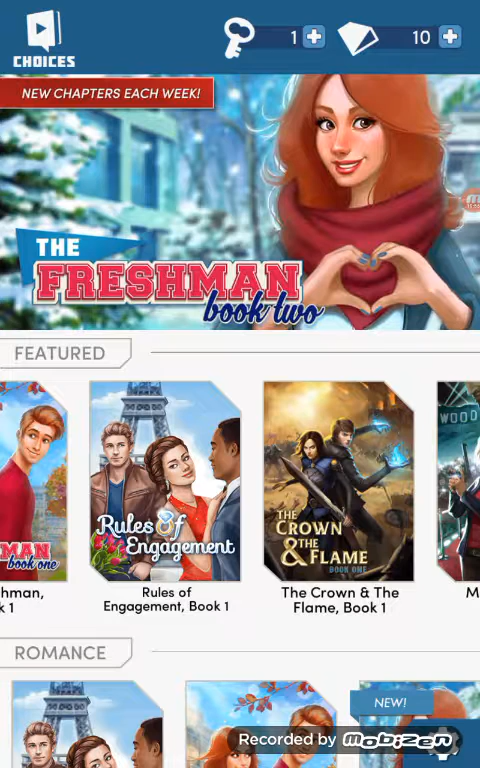 1
10
CHOICES
NEW CHAPTERS EACH WEEK!
THE
FRESHMAN
book two
FEATURED
WOOD
Rules of
Engagement
THE
CROWN
& THE
FLAME
BOOK ONE
MAN
book one
hman,
k 1
Rules of
Engagement, Book 1
The Crown & The
Flame, Book 1
M
ROMANCE
NEW!
Recorded by MOBIZEN